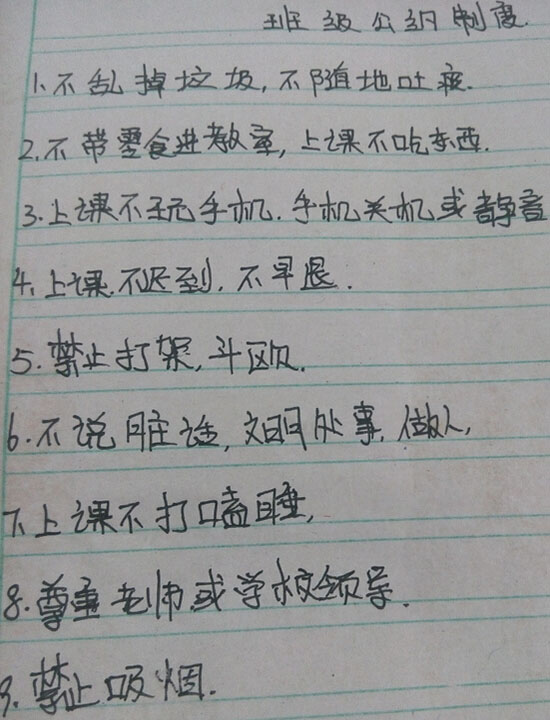 班级公约制度.
1.不乱掉垃圾,不随地吐痰.
2.不带零食进教室,上课不吃东西.
3.上课不玩手机.手机关机或静音
4.上课不迟到,不早退.
5.禁止打架,斗欧.
6.不说脏话,文明处事,做人,
7.上课不打嗑睡,
8.尊重老师或学校领导.
9.禁止吸烟.